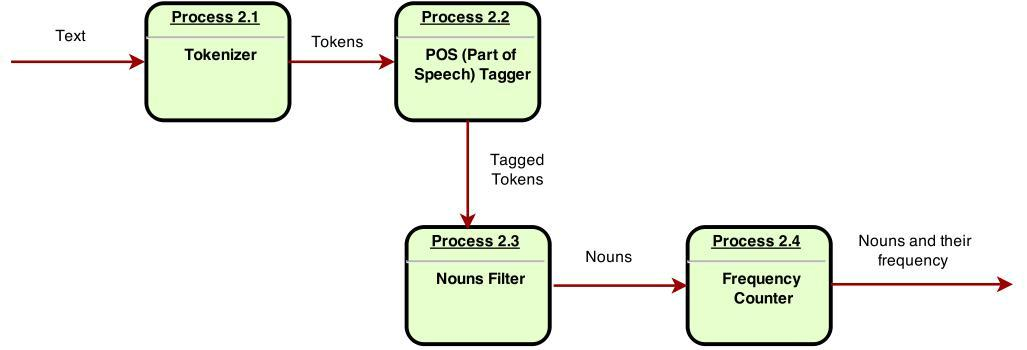 Text
Process 2.1
Tokenizer
Tokens
Process 2.2
POS (Part of
Speech) Tagger
Tagged
Tokens
Process 2.3
Nouns Filter
Nouns
Process 2.4
Frequency
Counter
Nouns and their
frequency